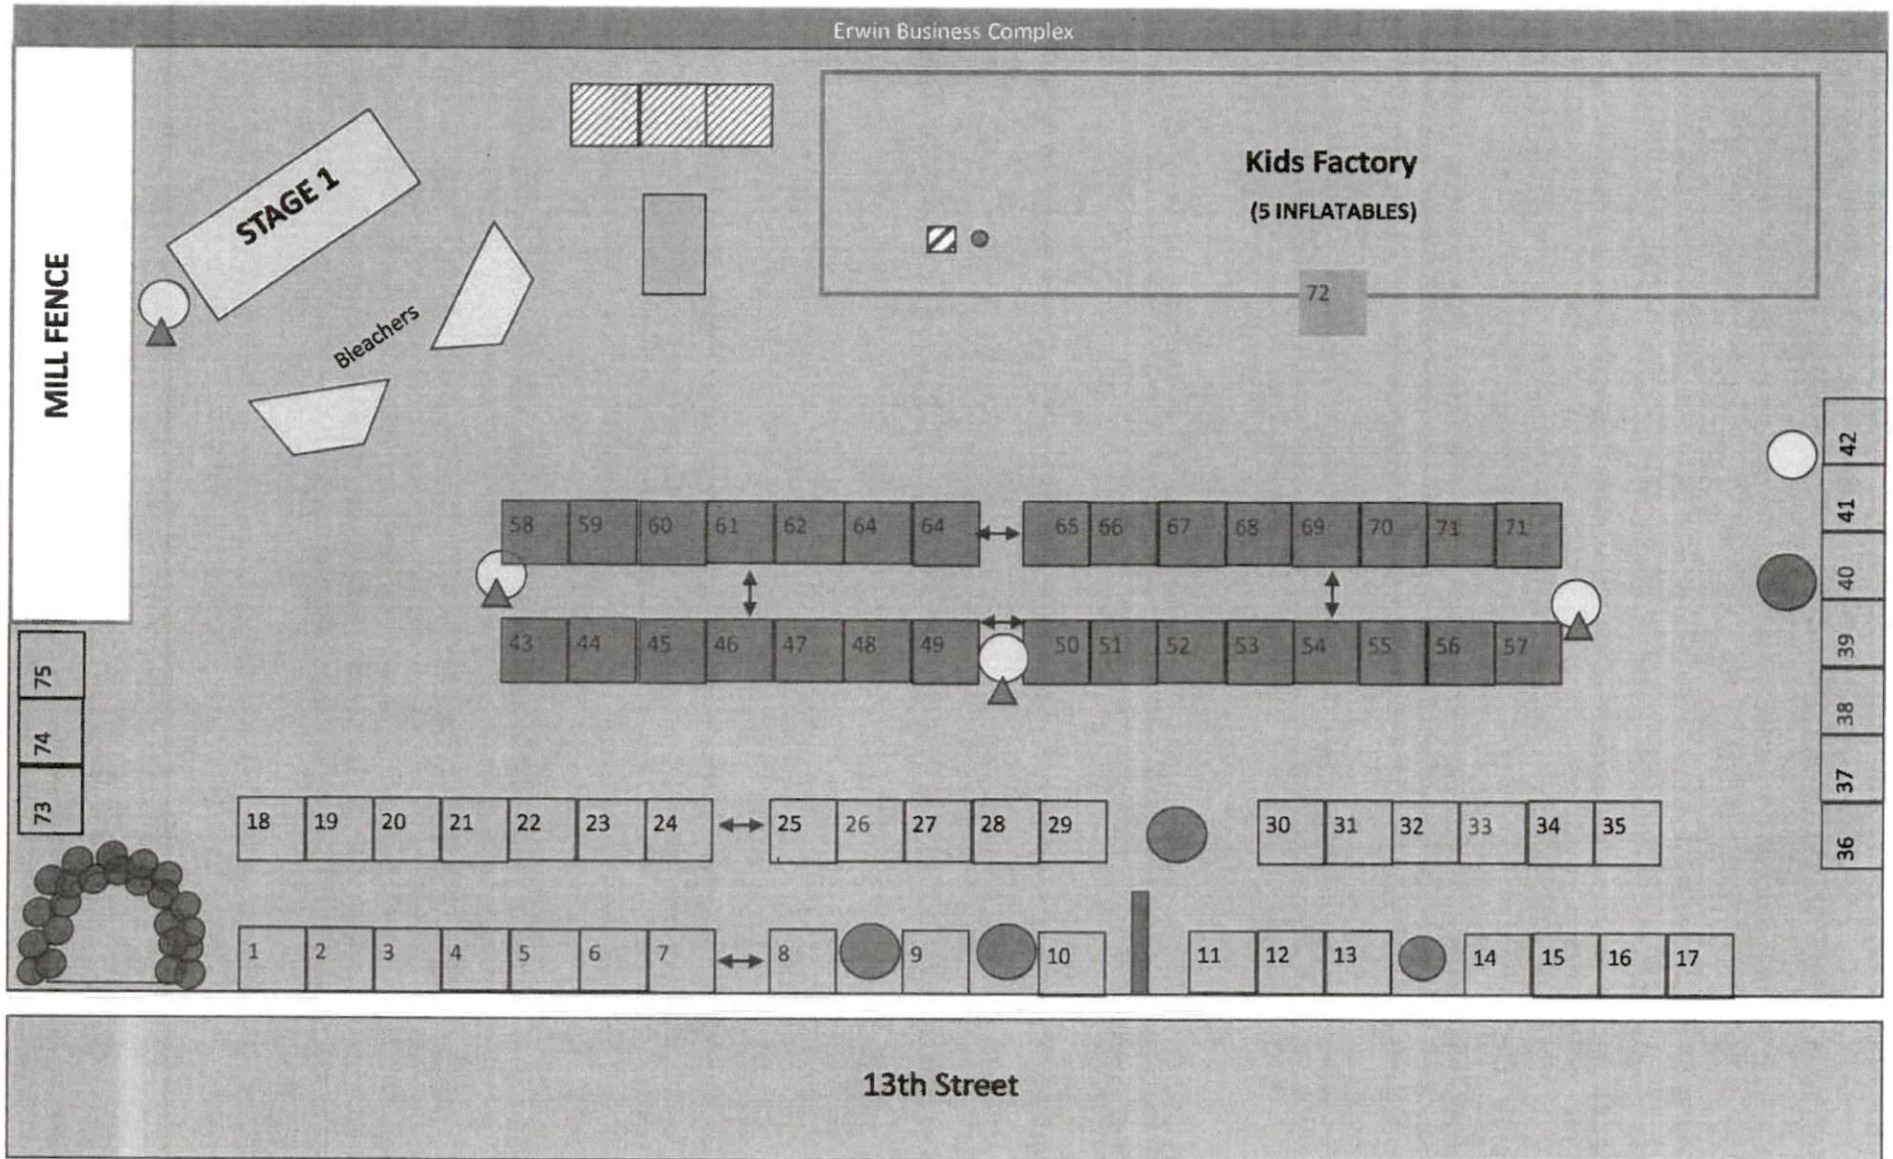 Erwin Business Complex
MILL FENCE
STAGE 1
Bleachers
Kids Factory
(5 INFLATABLES)
72
42
41
40
39
38
37
36
58 59 60 61 62 64 64 65 66 67 68 69 70 71 71
43 44 45 46 47 48 49 50 51 52 53 54 55 56 57
75
74
73
18 19 20 21 22 23 24 25 26 27 28 29 30 31 32 33 34 35
1 2 3 4 5 6 7 8 9 10 11 12 13 14 15 16 17
13th Street